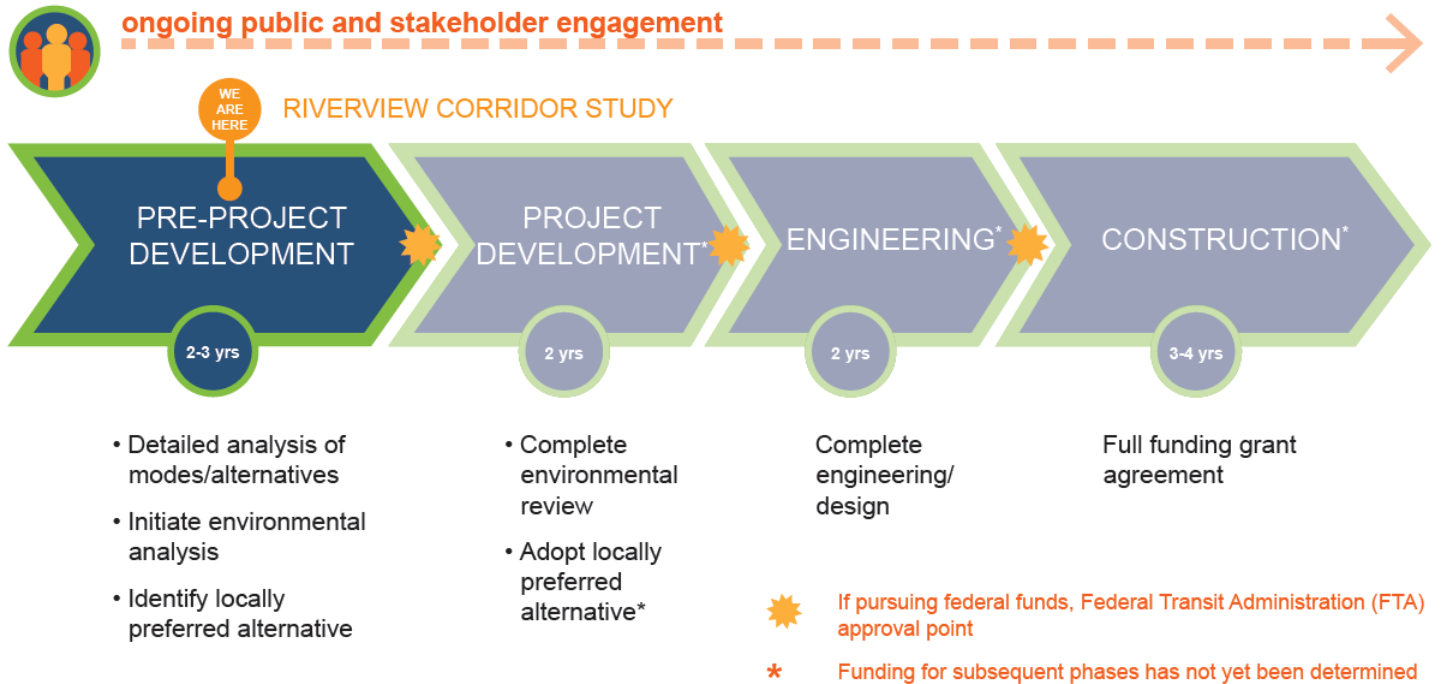 ongoing public and stakeholder engagement
WE
ARE
HERE
RIVERVIEW CORRIDOR STUDY
PRE-PROJECT
DEVELOPMENT
2-3 yrs
• Detailed analysis of
modes/alternatives
• Initiate environmental
analysis
• Identify locally
preferred alternative
PROJECT
DEVELOPMENT*
2 yrs
• Complete
environmental
review
• Adopt locally
preferred
alternative*
ENGINEERING*
2 yrs
Complete
engineering/
design
CONSTRUCTION*
3-4 yrs
Full funding grant
agreement
If pursuing federal funds, Federal Transit Administration (FTA)
approval point
* Funding for subsequent phases has not yet been determined